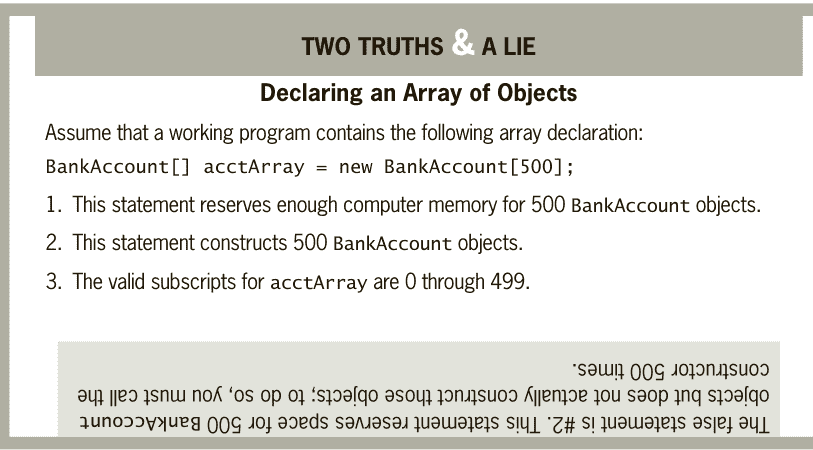 TWO TRUTHS & A LIE
Declaring an Array of Objects
Assume that a working program contains the following array declaration:
BankAccount[] acctArray = new BankAccount[500];
1. This statement reserves enough computer memory for 500 BankAccount objects.
2. This statement constructs 500 BankAccount objects.
3. The valid subscripts for acctArray are 0 through 499.
The false statement is #2. This statement reserves space for 500 BankAccount
objects but does not actually construct those objects; to do so, you must call the
constructor 500 times.